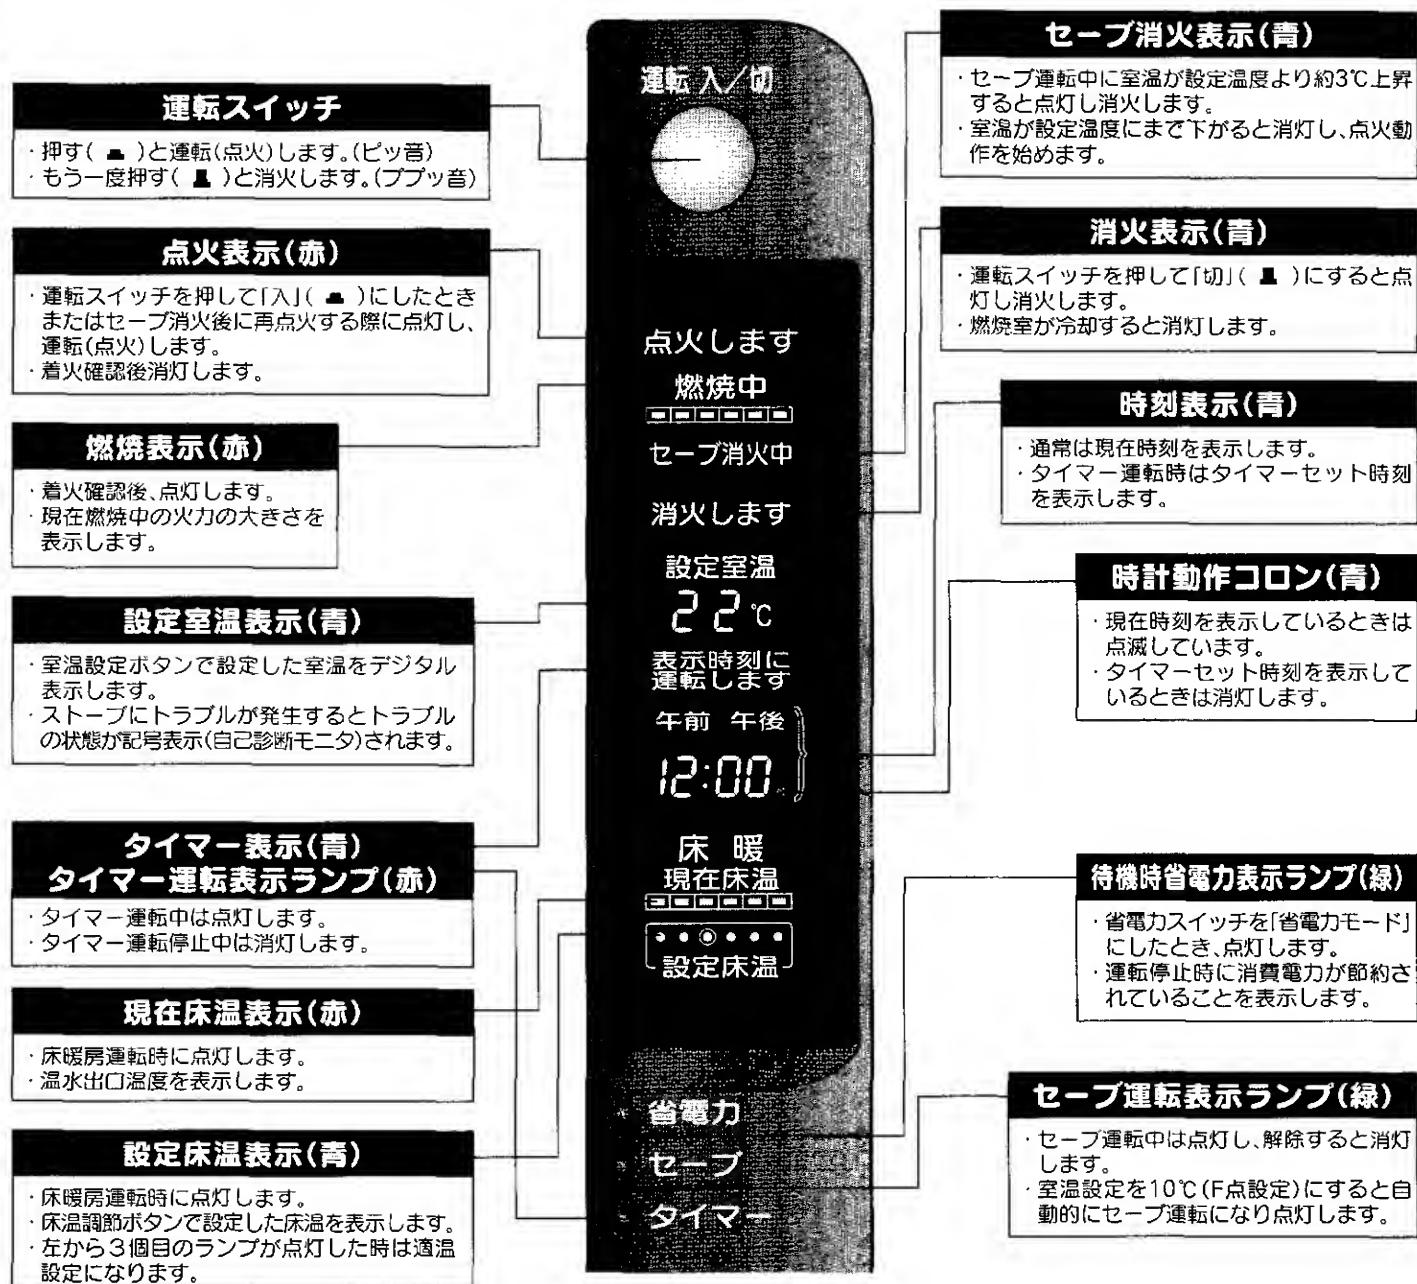 運転スイッチ
・押す( )と運転(点火)します。(ピッ音)
・もう一度押す( )と消火します。(ププッ音)
点火表示(赤)
・運転スイッチを押して「入」( )にしたとき
またはセーブ消火後に再点火する際に点灯し、
運転(点火)します。
・着火確認後消灯します。
燃焼表示(赤)
・着火確認後、点灯します。
・現在燃焼中の火力の大きさを
表示します。
設定室温表示(青)
・室温設定ボタンで設定した室温をデジタル
表示します。
・ストーブにトラブルが発生するとトラブル
の状態が記号表示(自己診断モニタ)されます。
タイマー表示(青)
タイマー運転表示ランプ(赤)
・タイマー運転中は点灯します。
・タイマー運転停止中は消灯します。
現在床温表示(赤)
・床暖房運転時に点灯します。
・温水出口温度を表示します。
設定床温表示(青)
・床暖房運転時に点灯します。
・床温調節ボタンで設定した床温を表示します。
・左から3個目のランプが点灯した時は適温
設定になります。
運転 入/切
点火します
燃焼中
セーブ消火中
消火します
設定室温
22℃
表示時刻に
運転します
午前 午後
12:00
床 暖
現在床温
設定床温
省電力
セーブ
タイマー
セーブ消火表示(青)
・セーブ運転中に室温が設定温度より約3℃上昇
すると点灯し消火します。
・室温が設定温度にまで下がると消灯し、点火動
作を始めます。
消火表示(青)
・運転スイッチを押して「切」( )にすると点
灯し消火します。
・燃焼室が冷却すると消灯します。
時刻表示(青)
・通常は現在時刻を表示します。
・タイマー運転時はタイマーセット時刻
を表示します。
時計動作コロン(青)
・現在時刻を表示しているときは
点滅しています。
・タイマーセット時刻を表示して
いるときは消灯します。
待機時省電力表示ランプ(緑)
・省電力スイッチを「省電力モード」
にしたとき、点灯します。
・運転停止時に消費電力が節約さ
れていることを表示します。
セーブ運転表示ランプ(緑)
・セーブ運転中は点灯し、解除すると消灯
します。
・室温設定を10℃(F点設定)にすると自
動的にセーブ運転になり点灯します。